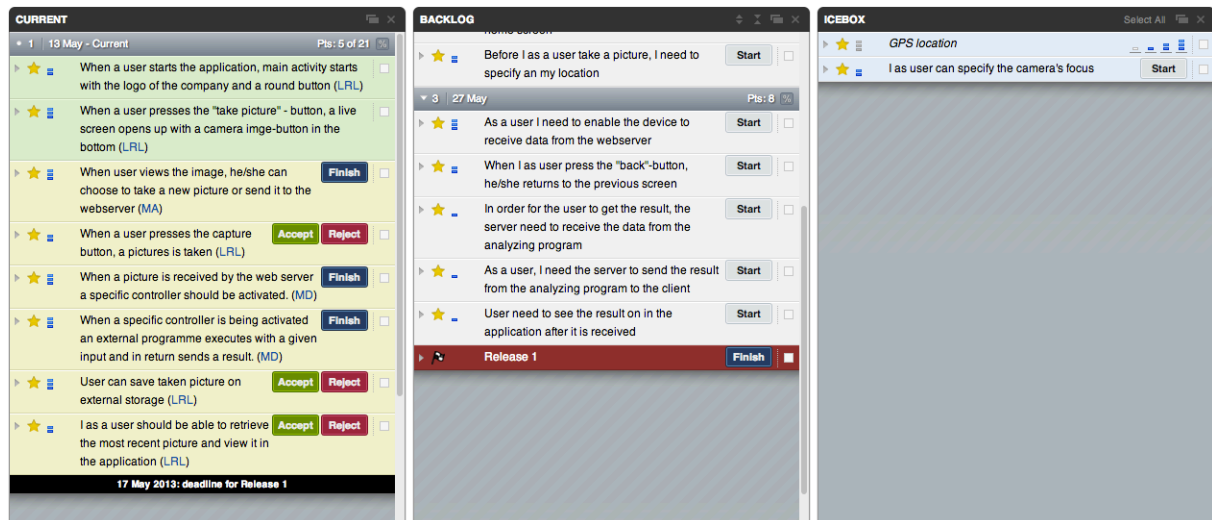 CURRENT
1 13 May - Current Pts: 5 of 21 %
When a user starts the application, main activity starts
with the logo of the company and a round button (LRL)
When a user presses the "take picture" - button, a live
screen opens up with a camera imge-button in the
bottom (LRL)
When user views the image, he/she can
choose to take a new picture or send it to the
webserver (MA)
Finish
When a user presses the capture
button, a pictures is taken (LRL)
Accept Reject
When a picture is received by the web server
a specific controller should be activated. (MD)
Finish
When a specific controller is being activated
an external programme executes with a given
input and in return sends a result. (MD)
Finish
User can save taken picture on
external storage (LRL)
Accept Reject
I as a user should be able to retrieve
the most recent picture and view it in
the application (LRL)
Accept Reject
17 May 2013: deadline for Release 1
BACKLOG
home screen
Before I as a user take a picture, I need to
specify an my location
Start
3 27 May Pts: 8 %
As a user I need to enable the device to
receive data from the webserver
Start
When I as user press the "back"-button,
he/she returns to the previous screen
Start
In order for the user to get the result, the
server need to receive the data from the
analyzing program
Start
As a user, I need the server to send the result
from the analyzing program to the client
Start
User need to see the result on in the
application after it is received
Start
Release 1 Finish
ICEBOX Select All
GPS location
I as user can specify the camera's focus Start